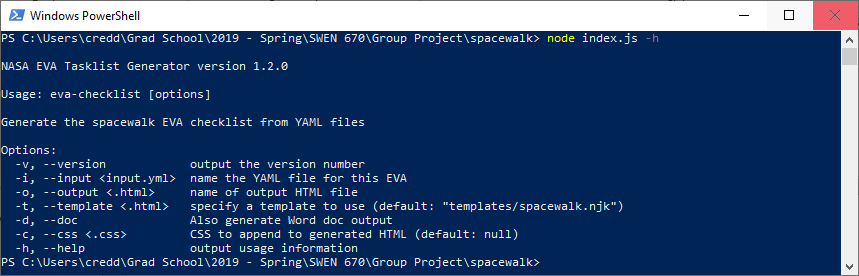 Windows PowerShell
PS C:\Users\credd\Grad School\2019 - Spring\SWEN 670\Group Project\spacewalk> node index.js -h
NASA EVA Tasklist Generator version 1.2.0
Usage: eva-checklist [options]
Generate the spacewalk EVA checklist from YAML files
Options:
  -v, --version            output the version number
  -i, --input <input.yml>  name the YAML file for this EVA
  -o, --output <.html>     name of output HTML file
  -t, --template <.html>   specify a template to use (default: "templates/spacewalk.njk")
  -d, --doc                Also generate Word doc output
  -c, --css <.css>         CSS to append to generated HTML (default: null)
  -h, --help               output usage information
PS C:\Users\credd\Grad School\2019 - Spring\SWEN 670\Group Project\spacewalk>